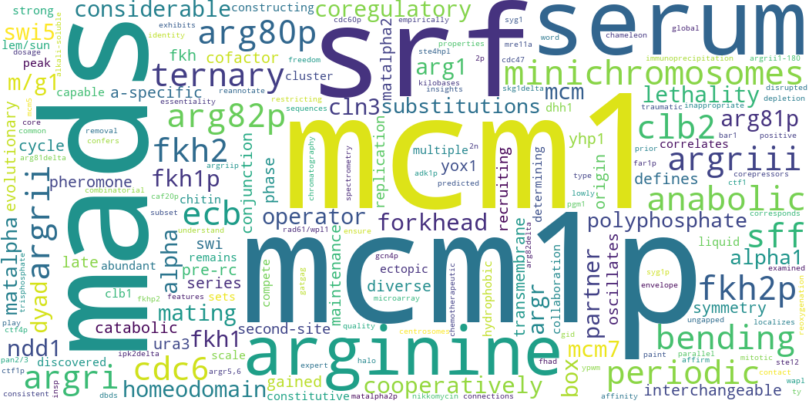 strong
considerable
constructing
coregulatory
serum
swi5
lem/sun
peak
arg80p
srf
fkh
cofactor
exhibits
identity
matalpha2
arg1
minichromosomes
m/g1
capable
a-specific
ternary
cluster
cln3
substitutions
mcm
lethality
evolutionary
core
common
removal
confers
arg82p
mcm1
clb2
arg81p
correlates
cycle
fkh2
replication
multiple
yox1
recruiting
determining
origin
yhp1
defines
argriii
pheromone
fkh1p
phase
conjunction
predicted
anabolic
mads
argrii
chitin
ecb
operator
forkhead
polyphosphate
sff
matalpha
late
abundant
alpha
swi
remains
pre-rc
maintenance
mcm1p
transmembrane
partner
oscillates
liquid
alpha1
dyad
clb1
series
compete
ectopic
diverse
hydrophobic
argr
collaboration
fkh2p
symmetry
catabolic
mating
sets
second-site
bending
ndd1
ura3
fkh1
scale
arginine
mcm7
box
periodic
discovered
argri
cdc6
homeodomain
gained
constitutive
cooperatively
interchangeable
dhh1
cdc60p
empirically
freedom
ste4hpl
properties
kilobases
insights
2p
syg1
word
mre11a
cdc47
chameleon
skg1delta
global
immunoprecipitation
argrii-180
traumatic
inappropriate
disrupted
depletion
bar1
positive
dosage
essentiality
reannotate
restricting
sequences
chromatography
spectrometry
adk1p
2n
type
lowly
pgm1
prior
far1p
corepressors
ctf1
corresponds
arg81delta
combinatorial
argriip
caf20p
subset
understand
rad61/wpl1
ensure
gcn4p
microarray
gatgag
chemotherapeutic
arg82delta
syg1p
envelope
examined
localizes
ungapped
trisphosphate
play
ctf4p
features
fkhp2
pan2/3
ctf1p
ipk2delta
argr5,6
consistent
dbds
insp
quality
centrosomes
expert
halo
matalpha2p
nikkomycin
connections
fhad
gid
ypwm
paint
parallel
affirm
mitotic
ste12
contact
affinity
wapl
ty